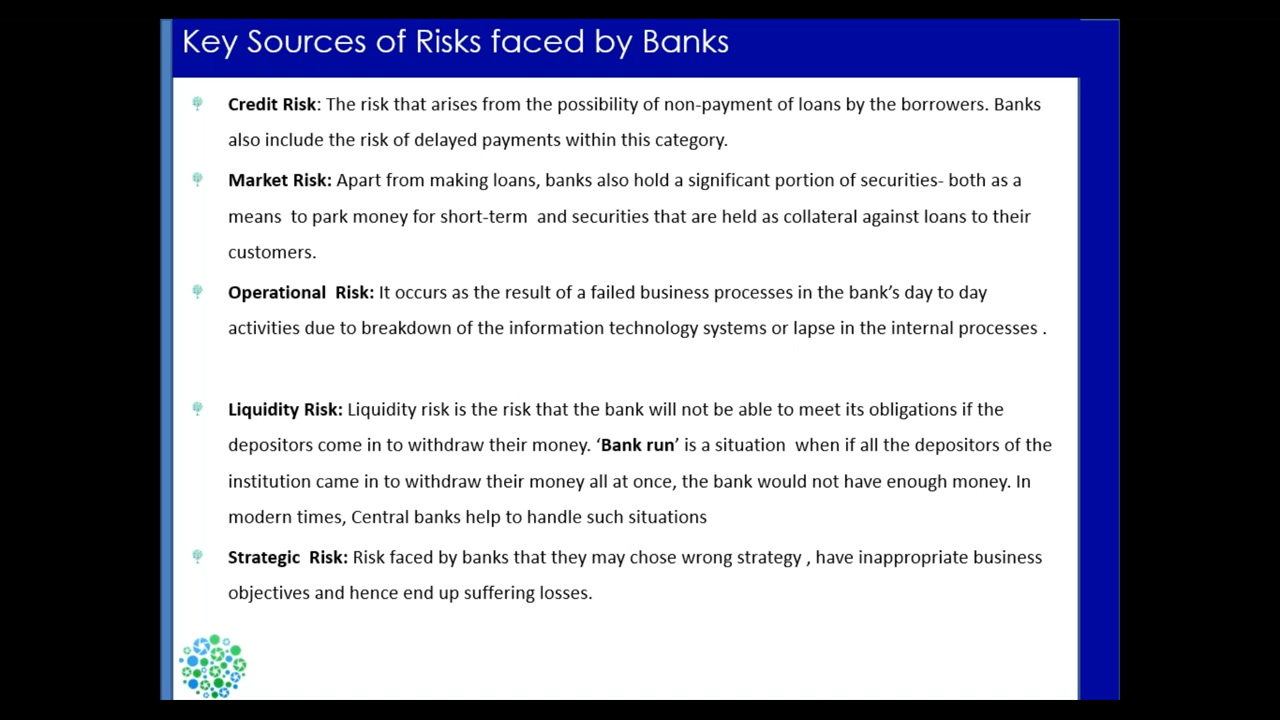 Key Sources of Risks faced by Banks
Credit Risk: The risk that arises from the possibility of non-payment of loans by the borrowers. Banks
also include the risk of delayed payments within this category.
Market Risk: Apart from making loans, banks also hold a significant portion of securities- both as a
means  to park money for short-term  and securities that are held as collateral against loans to their
customers.
Operational  Risk: It occurs as the result of a failed business processes in the bank’s day to day
activities due to breakdown of the information technology systems or lapse in the internal processes .
Liquidity Risk: Liquidity risk is the risk that the bank will not be able to meet its obligations if the
depositors come in to withdraw their money. ‘Bank run’ is a situation  when if all the depositors of the
institution came in to withdraw their money all at once, the bank would not have enough money. In
modern times, Central banks help to handle such situations
Strategic  Risk: Risk faced by banks that they may chose wrong strategy , have inappropriate business
objectives and hence end up suffering losses.